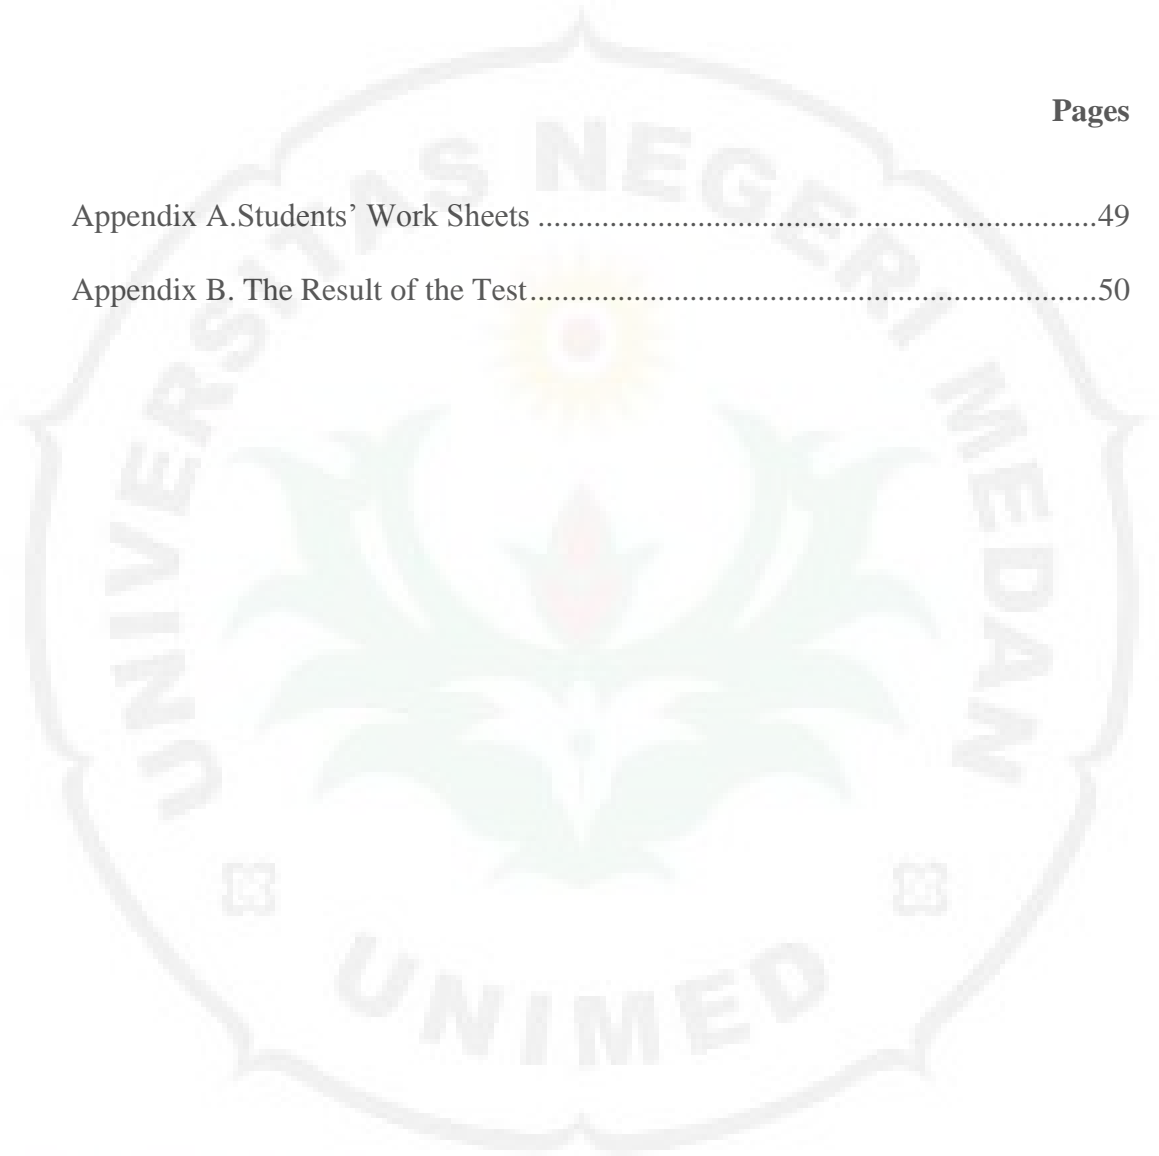 Pages
Appendix A.Students’ Work Sheets ......................................................................49
Appendix B. The Result of the Test.......................................................................50
UNIVERSITAS NEGERI MEDAN
UNIMED